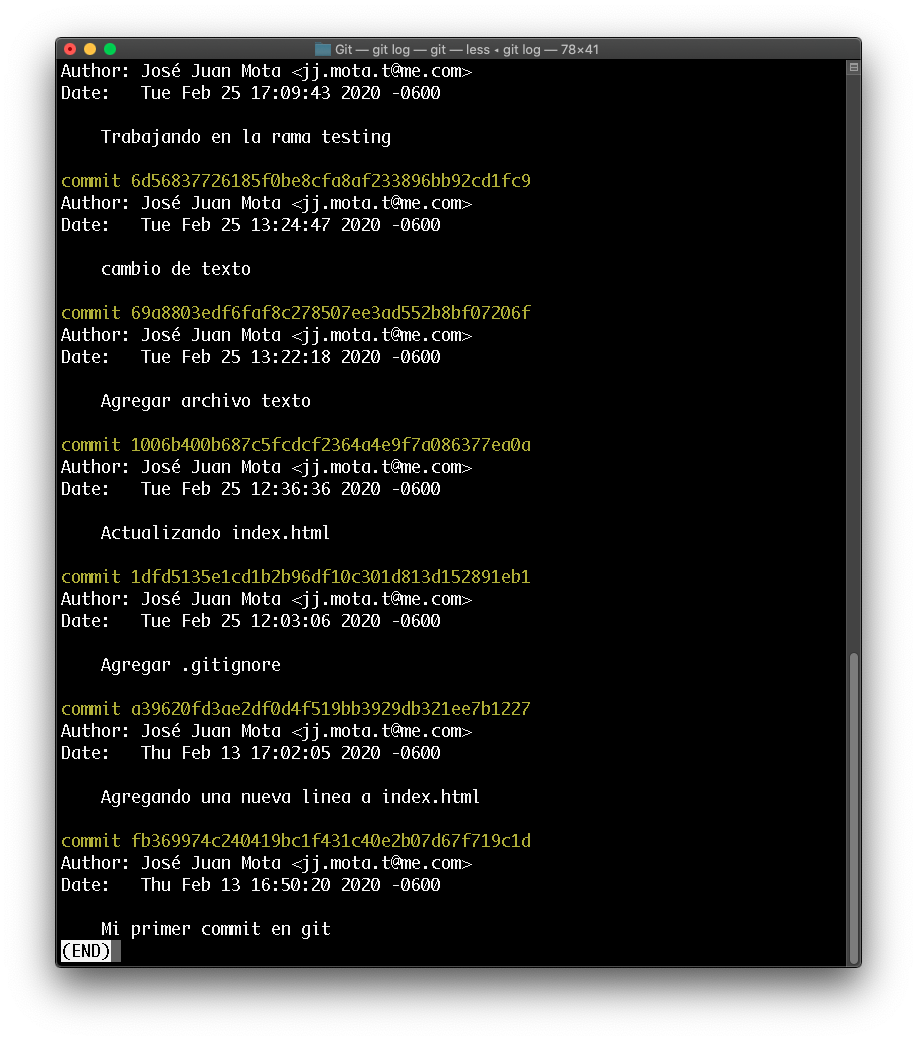 Git — git log — git — less ◂ git log — 78×41
Author: José Juan Mota <jj.mota.t@me.com>
Date:   Tue Feb 25 17:09:43 2020 -0600
    Trabajando en la rama testing
commit 6d56837726185f0be8cfa8af233896bb92cd1fc9
Author: José Juan Mota <jj.mota.t@me.com>
Date:   Tue Feb 25 13:24:47 2020 -0600
    cambio de texto
commit 69a8803edf6faf8c278507ee3ad552b8bf07206f
Author: José Juan Mota <jj.mota.t@me.com>
Date:   Tue Feb 25 13:22:18 2020 -0600
    Agregar archivo texto
commit 1006b400b687c5fcdcf2364a4e9f7a086377ea0a
Author: José Juan Mota <jj.mota.t@me.com>
Date:   Tue Feb 25 12:36:36 2020 -0600
    Actualizando index.html
commit 1dfd5135e1cd1b2b96df10c301d813d152891eb1
Author: José Juan Mota <jj.mota.t@me.com>
Date:   Tue Feb 25 12:03:06 2020 -0600
    Agregar .gitignore
commit a39620fd3ae2df0d4f519bb3929db321ee7b1227
Author: José Juan Mota <jj.mota.t@me.com>
Date:   Thu Feb 13 17:02:05 2020 -0600
    Agregando una nueva linea a index.html
commit fb369974c240419bc1f431c40e2b07d67f719c1d
Author: José Juan Mota <jj.mota.t@me.com>
Date:   Thu Feb 13 16:50:20 2020 -0600
    Mi primer commit en git
(END)